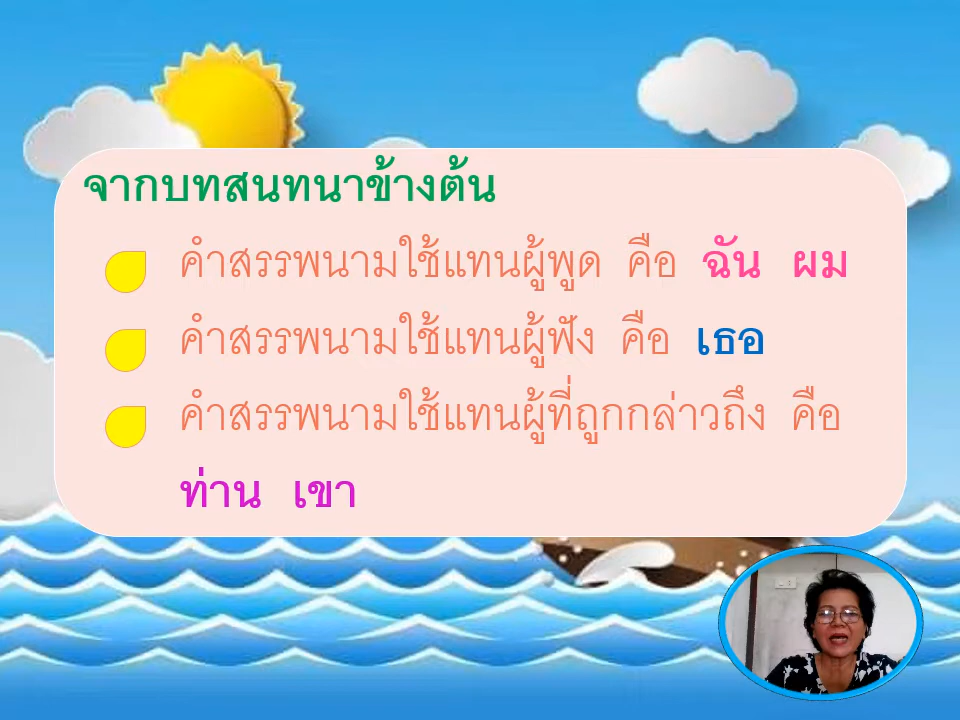 จากบทสนทนาข้างต้น
คำสรรพนามใช้แทนผู้พูด คือ ฉัน ผม
คำสรรพนามใช้แทนผู้ฟัง คือ เธอ
คำสรรพนามใช้แทนผู้ที่ถูกกล่าวถึง คือ
ท่าน เขา